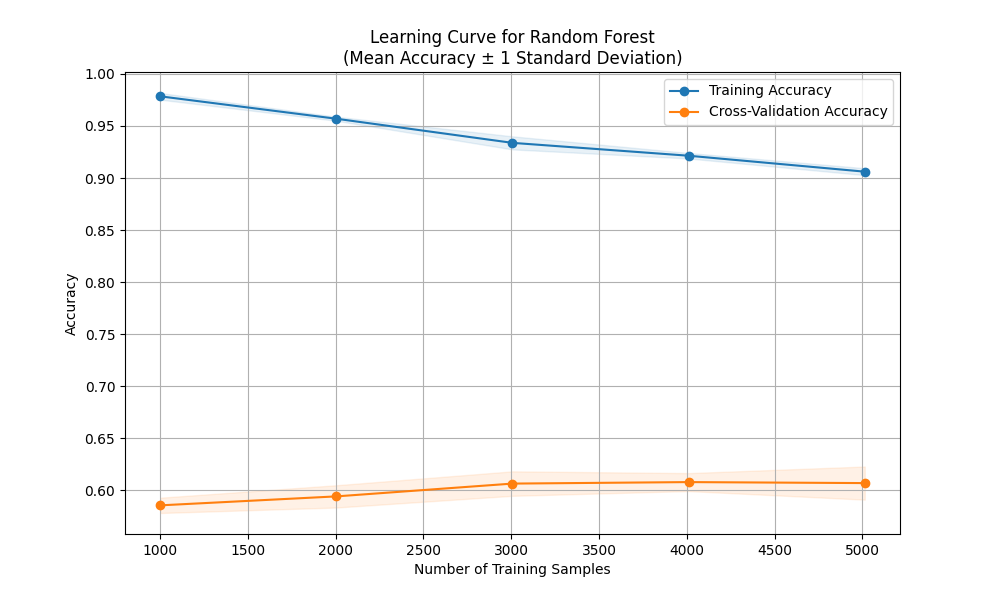 Learning Curve for Random Forest
(Mean Accuracy ± 1 Standard Deviation)
1.00
0.95
0.90
0.85
0.80
0.75
0.70
0.65
0.60
Accuracy
Training Accuracy
Cross-Validation Accuracy
1000 1500 2000 2500 3000 3500 4000 4500 5000
Number of Training Samples